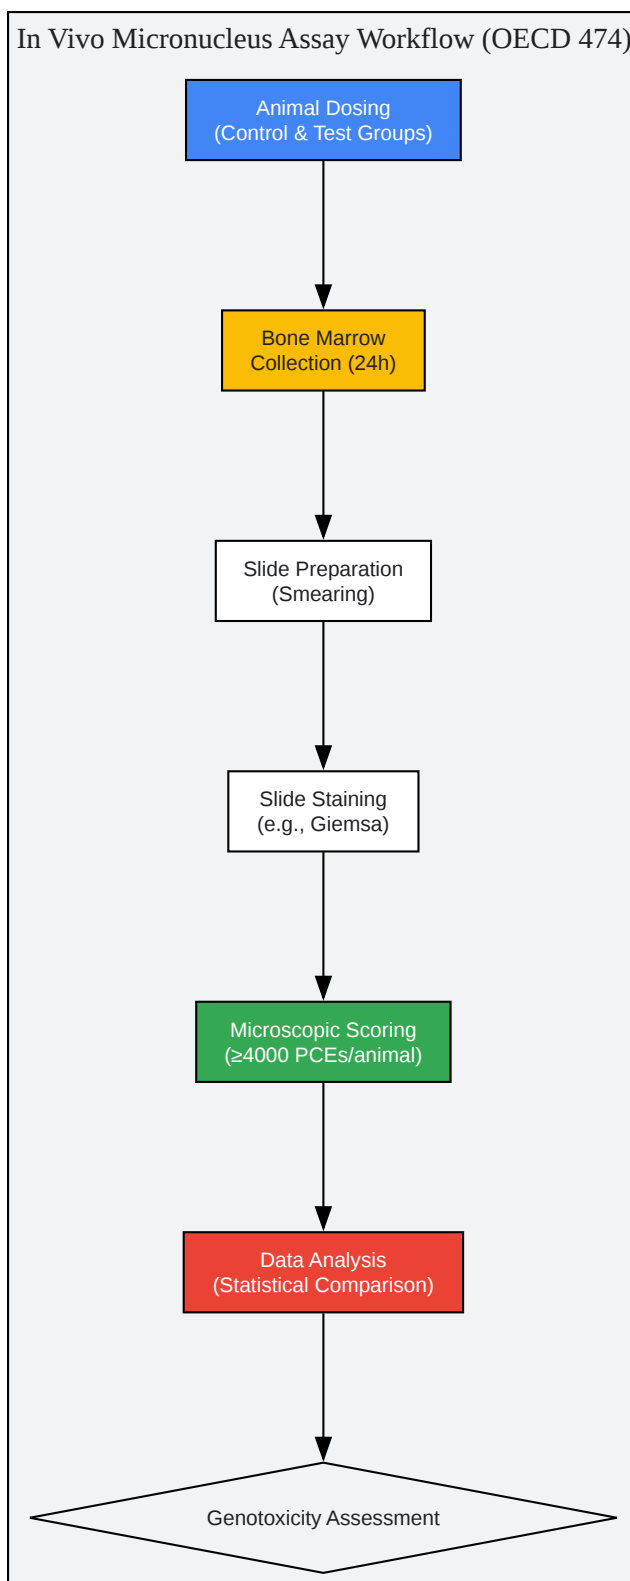 In Vivo Micronucleus Assay Workflow (OECD 474)
Animal Dosing
(Control & Test Groups)
Bone Marrow
Collection (24h)
Slide Preparation
(Smearing)
Slide Staining
(e.g., Giemsa)
Microscopic Scoring
(≥4000 PCEs/animal)
Data Analysis
(Statistical Comparison)
Genotoxicity Assessment